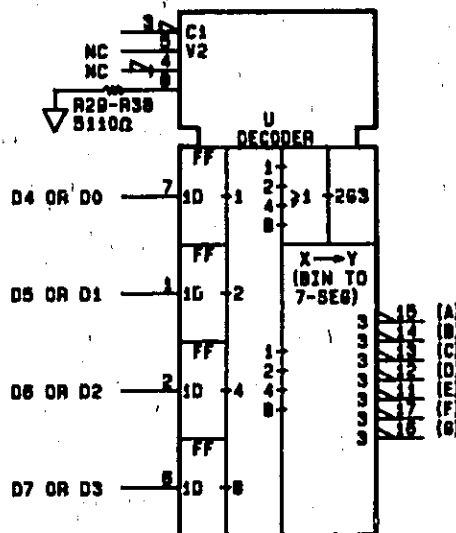 3 C1
5 V2
NC
4
NC
6
R29-R38
5110Ω
U
DECODER
FF
D4 OR D0 7 1D 1
1
2
4
8
≥1 263
FF
D5 OR D1 1 1D 2
X→Y
(BIN TO
7-SEG)
3 15 (A)
3 14 (B)
3 13 (C)
3 12 (D)
3 11 (E)
3 17 (F)
3 16 (G)
FF
D6 OR D2 2 1D 4
1
2
4
8
FF
D7 OR D3 6 1D 8